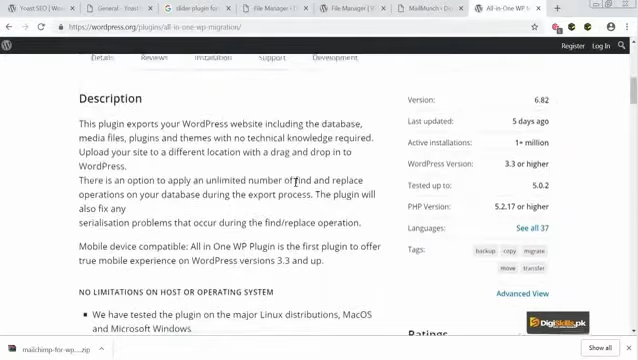 Yoast SEO | Wor
General - Yoast
slider plugin for
File Manager - D
File Manager | W
MailMunch - Dig
All-in-One WP M
https://wordpress.org/plugins/all-in-one-wp-migration/
Register Log In
Details Reviews Installation Support Development
Description
This plugin exports your WordPress website including the database,
media files, plugins and themes with no technical knowledge required.
Upload your site to a different location with a drag and drop in to
WordPress.
There is an option to apply an unlimited number of find and replace
operations on your database during the export process. The plugin will
also fix any
serialisation problems that occur during the find/replace operation.
Mobile device compatible: All in One WP Plugin is the first plugin to offer
true mobile experience on WordPress versions 3.3 and up.
NO LIMITATIONS ON HOST OR OPERATING SYSTEM
We have tested the plugin on the major Linux distributions, MacOS
and Microsoft Windows
Version: 6.82
Last updated: 5 days ago
Active installations: 1+ million
WordPress Version: 3.3 or higher
Tested up to: 5.0.2
PHP Version: 5.2.17 or higher
Languages: See all 37
Tags: backup copy migrate
move transfer
Advanced View
Ratings
DigiSkills.pk
mailchimp-for-wp....zip
Show all